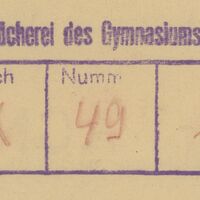 ücherei des Gymnasiums
ch Numm
49